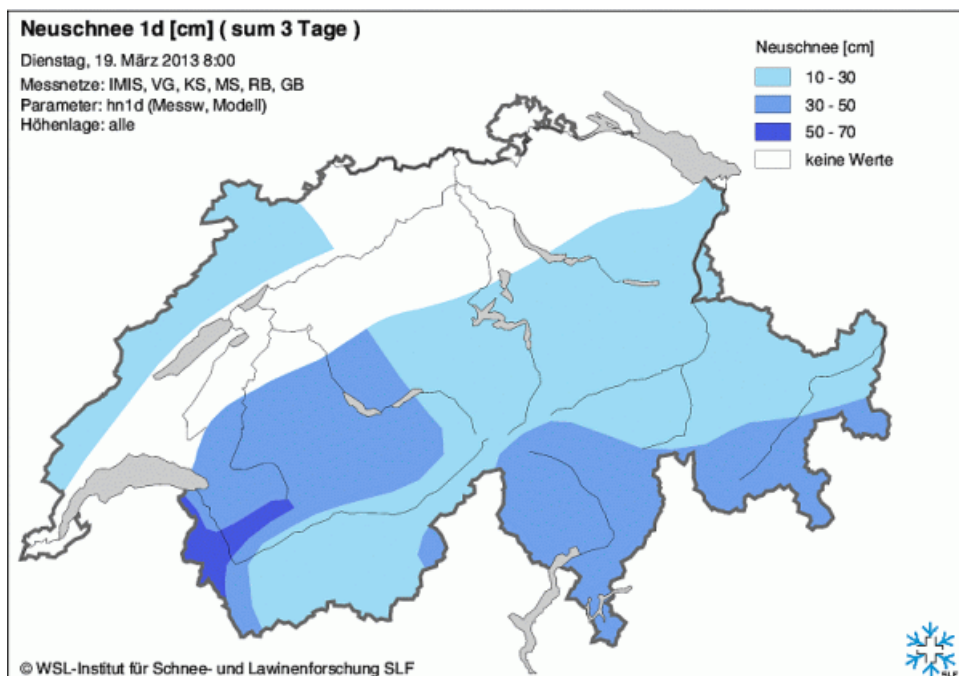 Neuschnee 1d [cm] ( sum 3 Tage )
Dienstag, 19. März 2013 8:00
Messnetze: IMIS, VG, KS, MS, RB, GB
Parameter: hn1d (Messw, Modell)
Höhenlage: alle
Neuschnee [cm]
10 - 30
30 - 50
50 - 70
keine Werte
© WSL-Institut für Schnee- und Lawinenforschung SLF
SLF